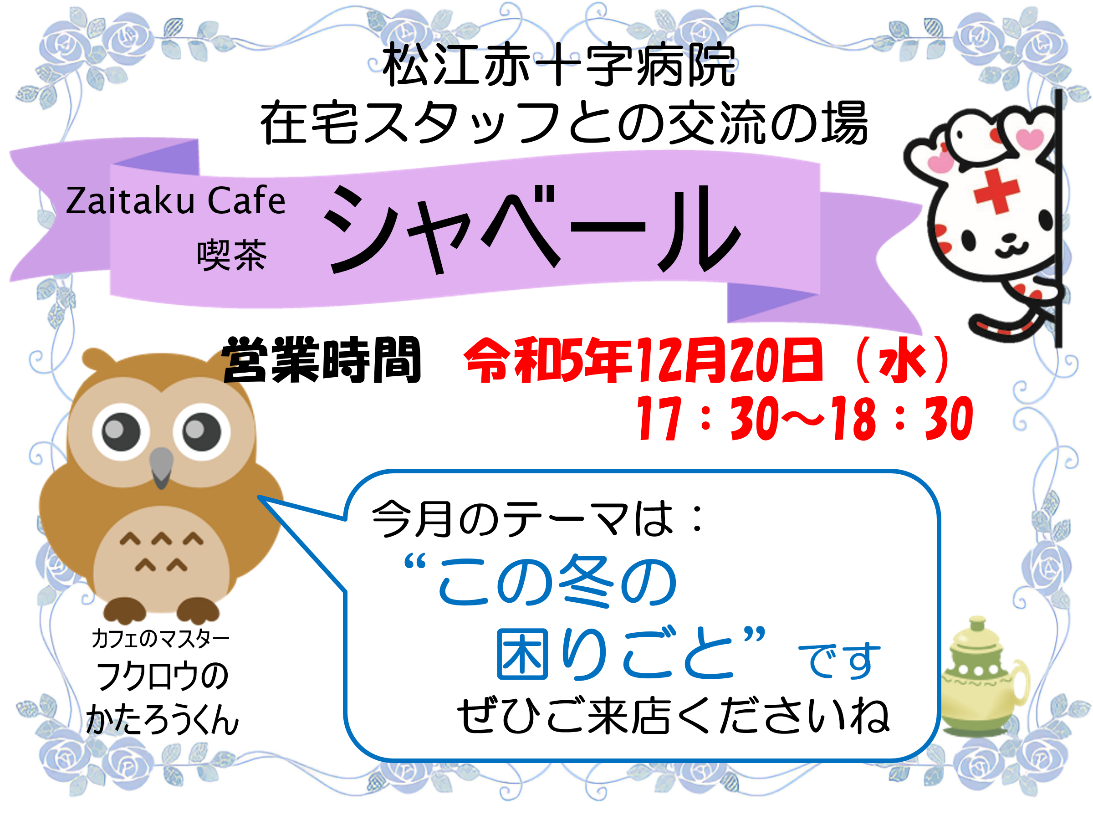 松江赤十字病院
在宅スタッフとの交流の場
Zaitaku Cafe
喫茶
シャベール
営業時間 令和5年12月20日（水）
17：30～18：30
今月のテーマは：
“この冬の
困りごと”です
ぜひご来店くださいね
カフェのマスター
フクロウの
かたろうくん